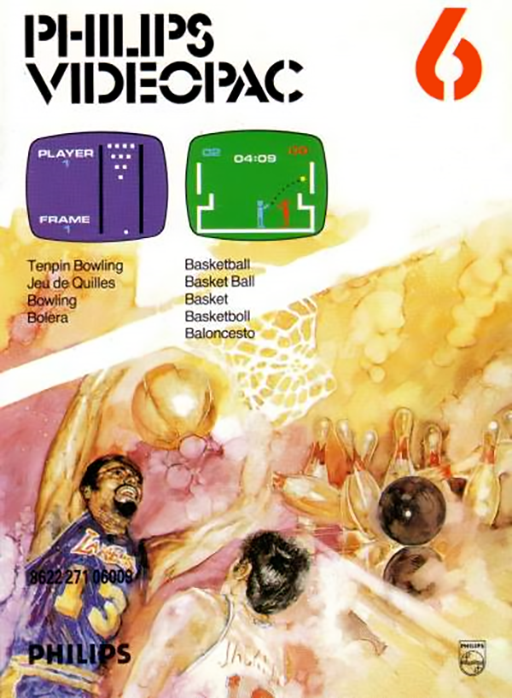 PHILIPS
VIDEOPAC
6
PLAYER
1
FRAME
1
02
04:09
00
Tenpin Bowling
Jeu de Quilles
Bowling
Bolera
Basketball
Basket Ball
Basket
Basketboll
Baloncesto
Lakers
13
8622 271 06008
PHILIPS
PHILIPS